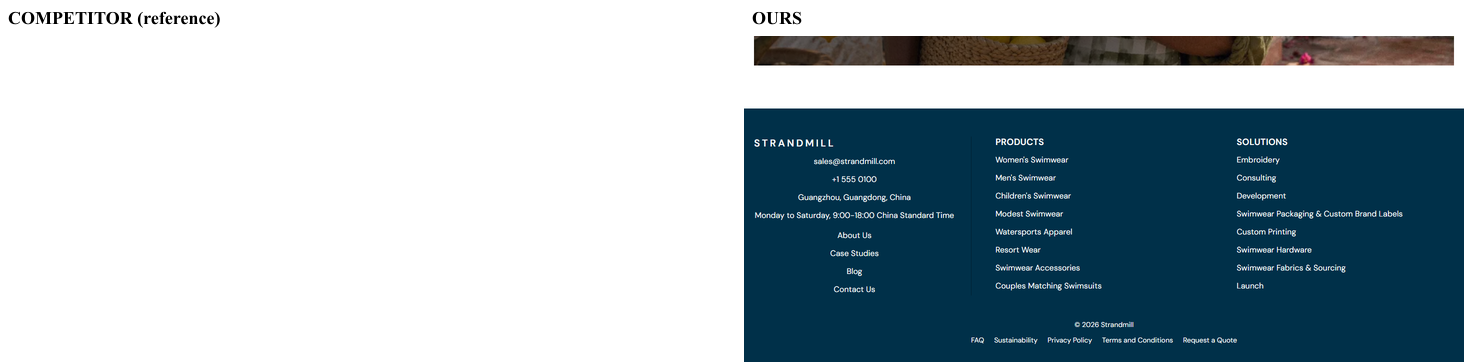 COMPETITOR (reference)
OURS
STRANDMILL
sales@strandmill.com
+1 555 0100
Guangzhou, Guangdong, China
Monday to Saturday, 9:00-18:00 China Standard Time
About Us
Case Studies
Blog
Contact Us
PRODUCTS
Women's Swimwear
Men's Swimwear
Children's Swimwear
Modest Swimwear
Watersports Apparel
Resort Wear
Swimwear Accessories
Couples Matching Swimsuits
SOLUTIONS
Embroidery
Consulting
Development
Swimwear Packaging & Custom Brand Labels
Custom Printing
Swimwear Hardware
Swimwear Fabrics & Sourcing
Launch
© 2026 Strandmill
FAQ Sustainability Privacy Policy Terms and Conditions Request a Quote